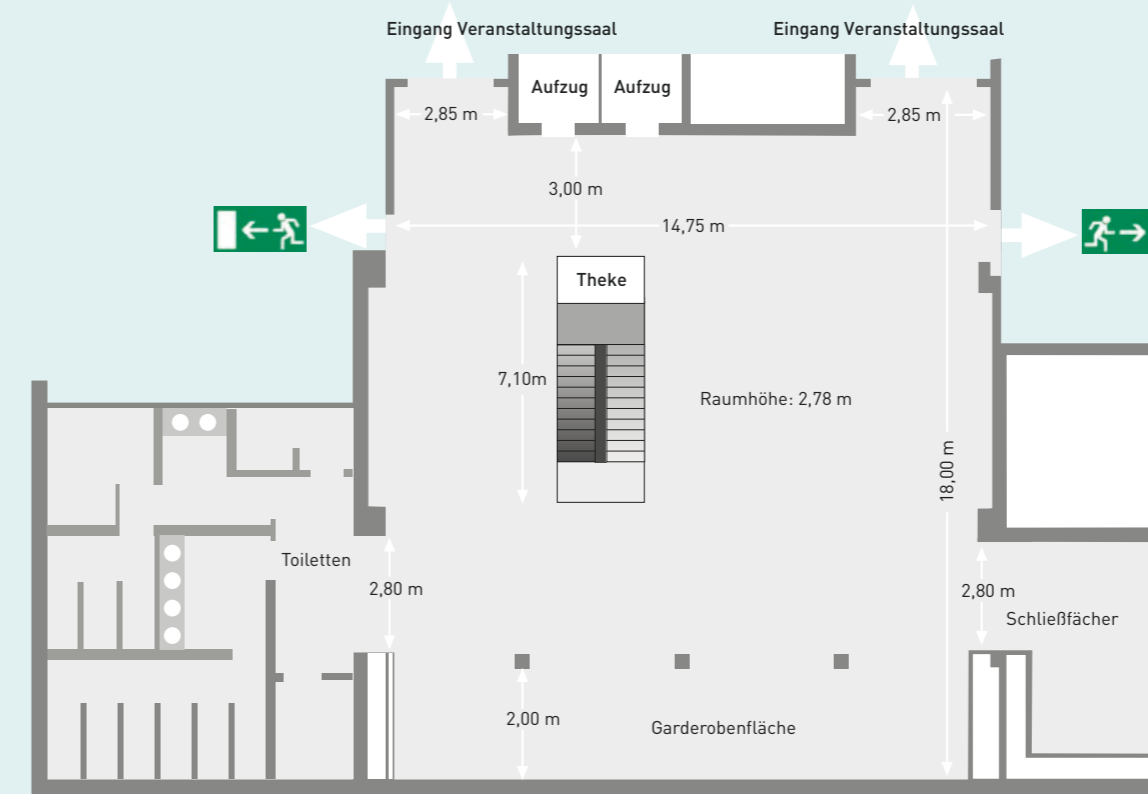 Eingang Veranstaltungssaal
Eingang Veranstaltungssaal
Aufzug
Aufzug
2,85 m
2,85 m
3,00 m
14,75 m
Theke
7,10m
Raumhöhe: 2,78 m
18,00 m
Toiletten
2,80 m
2,80 m
Schließfächer
2,00 m
Garderobenfläche